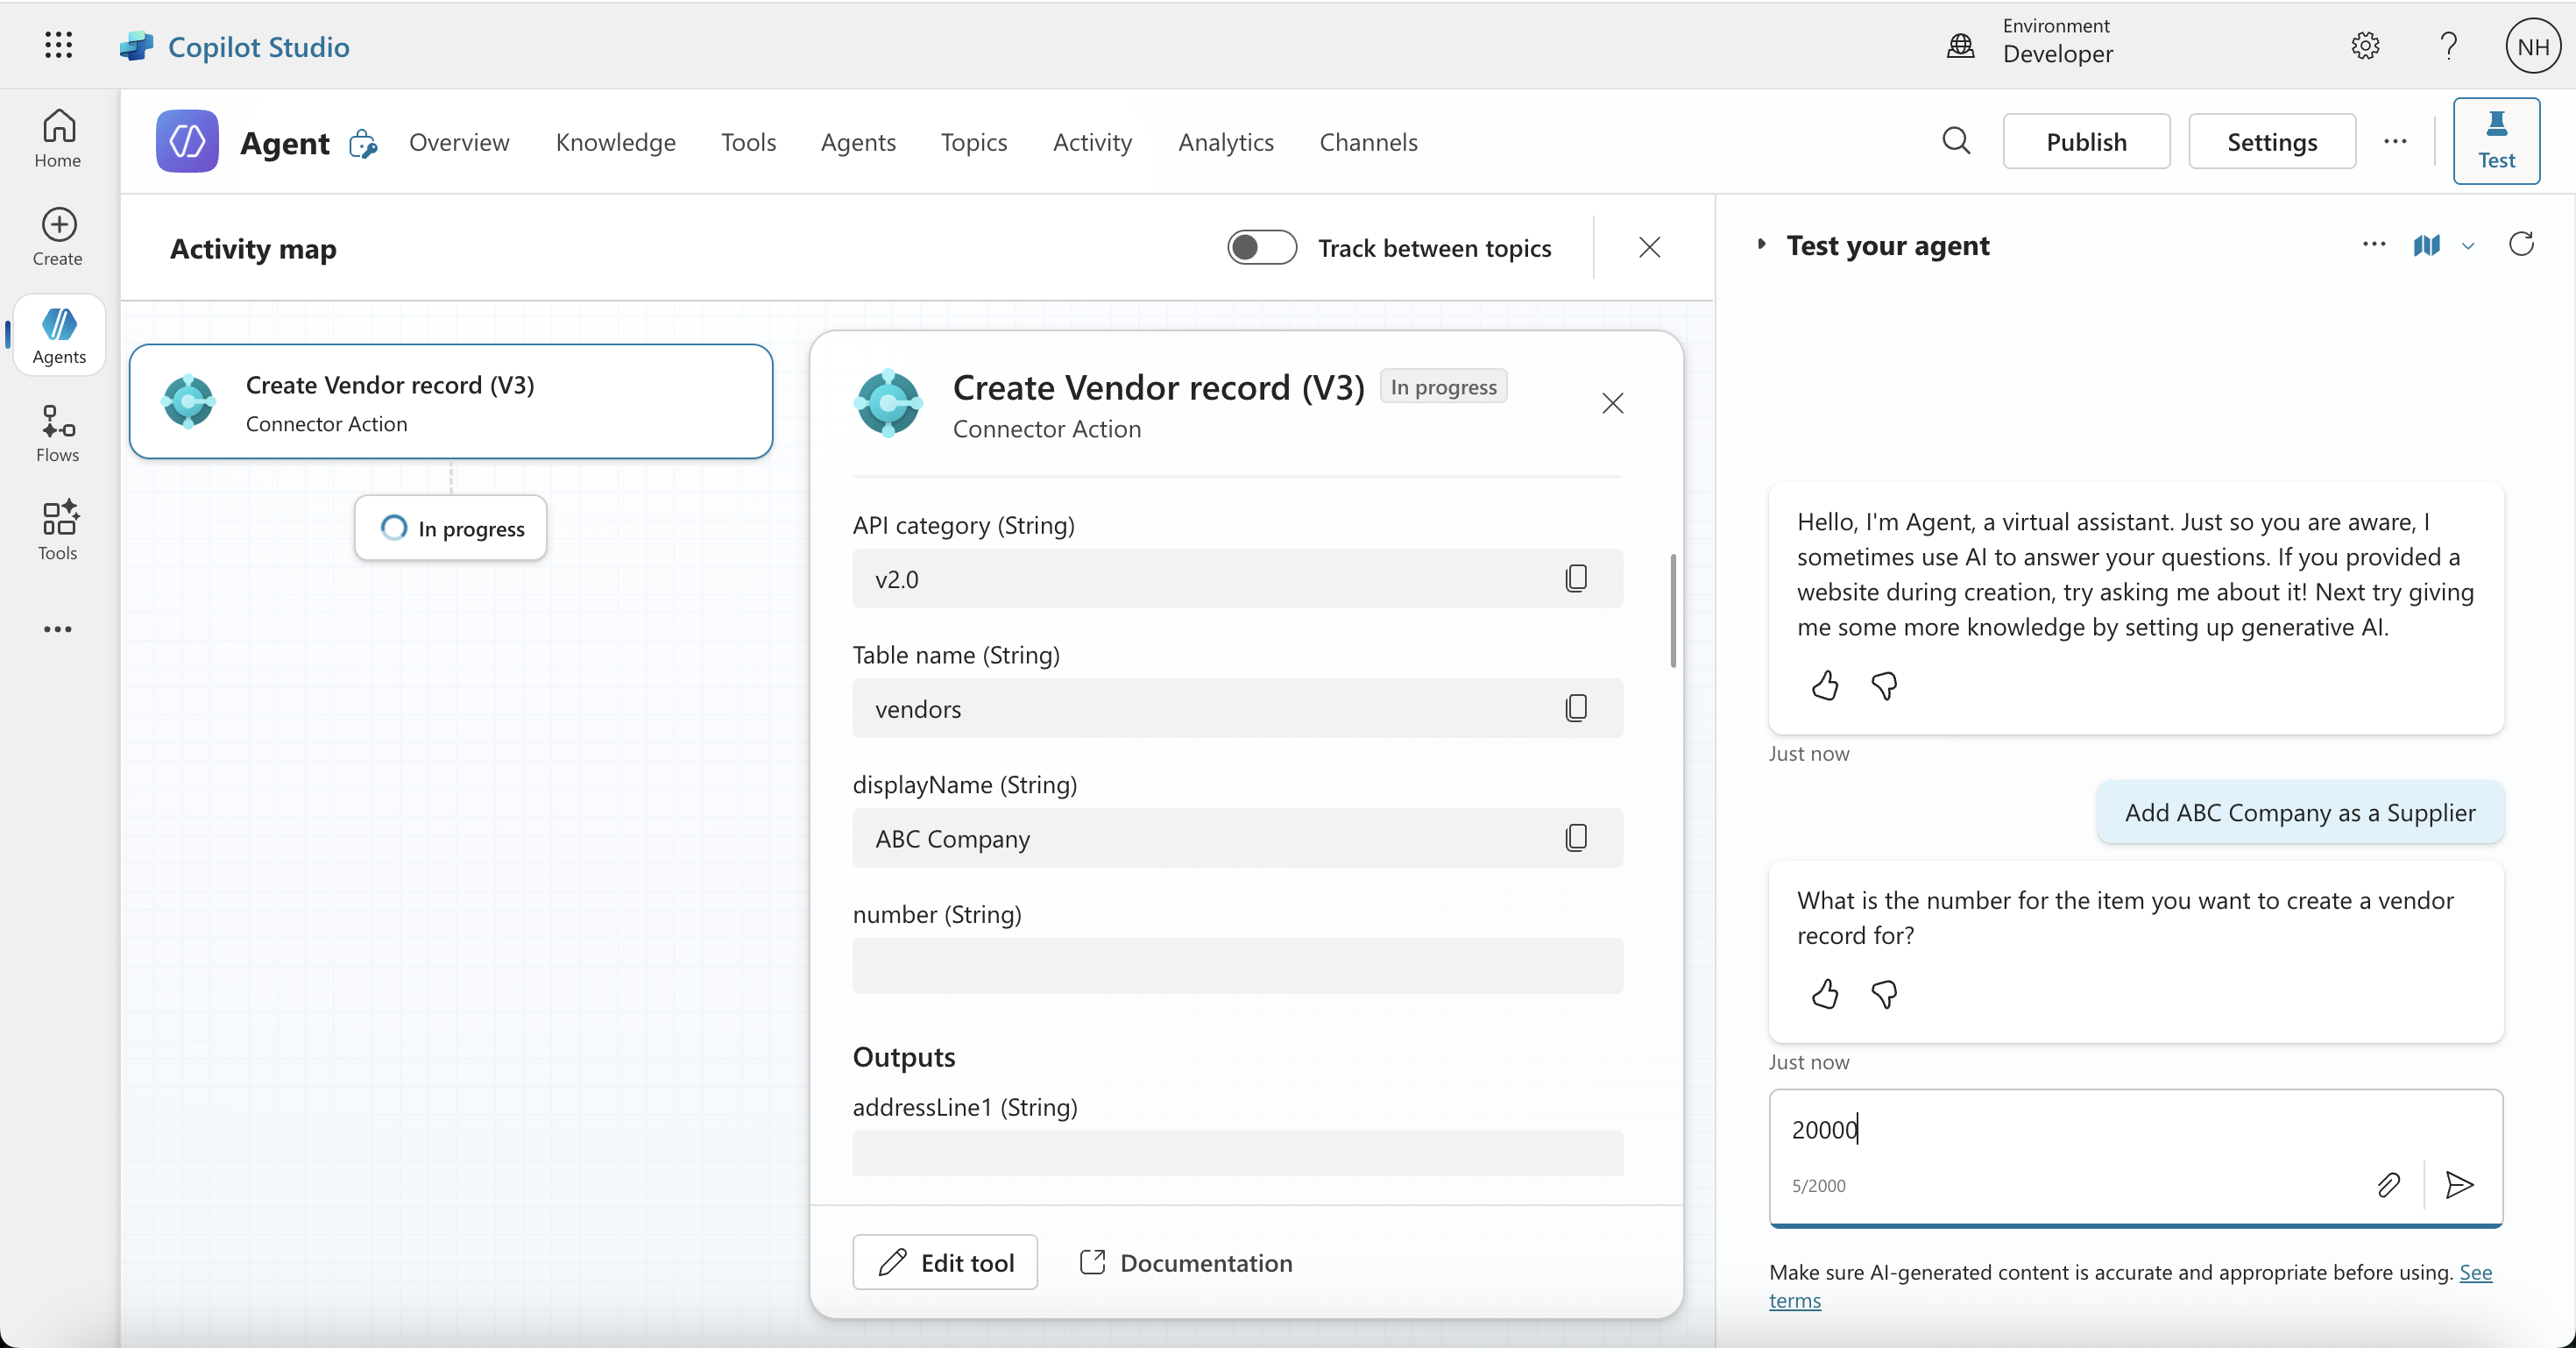 Copilot Studio
Environment
Developer
NH
Home
Create
Agents
Flows
Tools
Agent
Overview
Knowledge
Tools
Agents
Topics
Activity
Analytics
Channels
Publish
Settings
Test
Activity map
Track between topics
Create Vendor record (V3)
Connector Action
In progress
Create Vendor record (V3)
In progress
Connector Action
API category (String)
v2.0
Table name (String)
vendors
displayName (String)
ABC Company
number (String)
Outputs
addressLine1 (String)
Edit tool
Documentation
Test your agent
Hello, I'm Agent, a virtual assistant. Just so you are aware, I
sometimes use AI to answer your questions. If you provided a
website during creation, try asking me about it! Next try giving
me some more knowledge by setting up generative AI.
Just now
Add ABC Company as a Supplier
What is the number for the item you want to create a vendor
record for?
Just now
20000
5/2000
Make sure AI-generated content is accurate and appropriate before using. See
terms